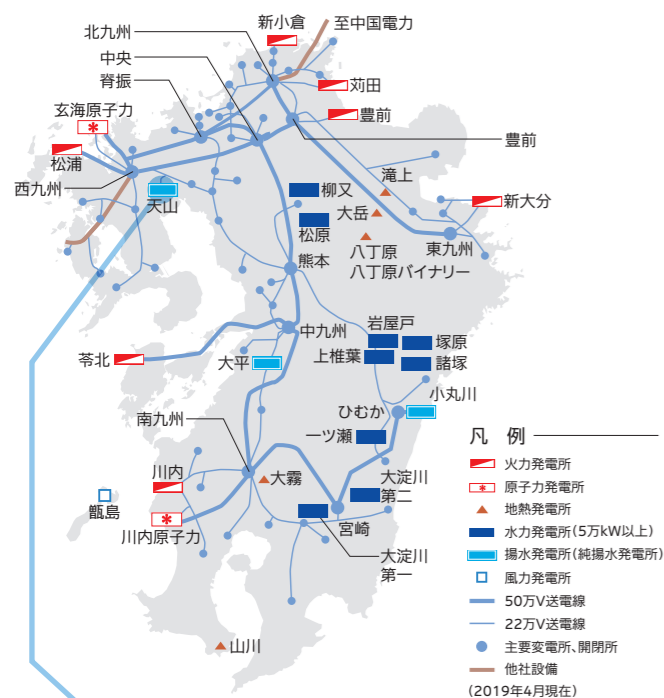 新小倉
至中国電力
北九州
中央
苅田
脊振
玄海原子力
豊前
豊前
松浦
滝上
西九州
柳又
新大分
天山
大岳
松原
八丁原
東九州
八丁原バイナリー
熊本
岩屋戸
中九州
塚原
苓北
大平
上椎葉
諸塚
小丸川
ひむか
南九州
一ツ瀬
川内
大霧
大淀川
第二
甑島
川内原子力
宮崎
大淀川
第一
山川
凡 例
火力発電所
原子力発電所
地熱発電所
水力発電所(5万kW以上)
揚水発電所(純揚水発電所)
風力発電所
50万V送電線
22万V送電線
主要変電所、開閉所
他社設備
(2019年4月現在)